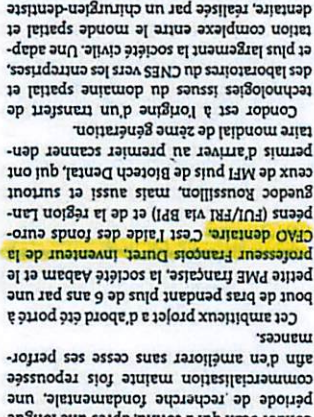 qui a connu, après une longue
période de recherche fondamentale, une
commercialisation mainte fois repoussée
afin d'en améliorer sans cesse ses perfor-
mances.
Cet ambitieux projet a d'abord été porté à
bout de bras pendant plus de 6 ans par une
petite PME française, la société Aabam et le
professeur François Duret, inventeur de la
CFAO dentaire. C'est l'aide des fonds euro-
péens (FUI/FRI via BPI) et de la région Lan-
guedoc Roussillon, mais aussi et surtout
ceux de MFI puis de Biotech Dental, qui ont
permis d'arriver au premier scanner den-
taire mondial de 2ème génération.
Condor est à l'origine d'un transfert de
technologies issues du domaine spatial et
des laboratoires du CNES vers les entreprises,
et plus largement la société civile. Une adap-
tation complexe entre le monde spatial et
dentaire, réalisée par un chirurgien-dentiste